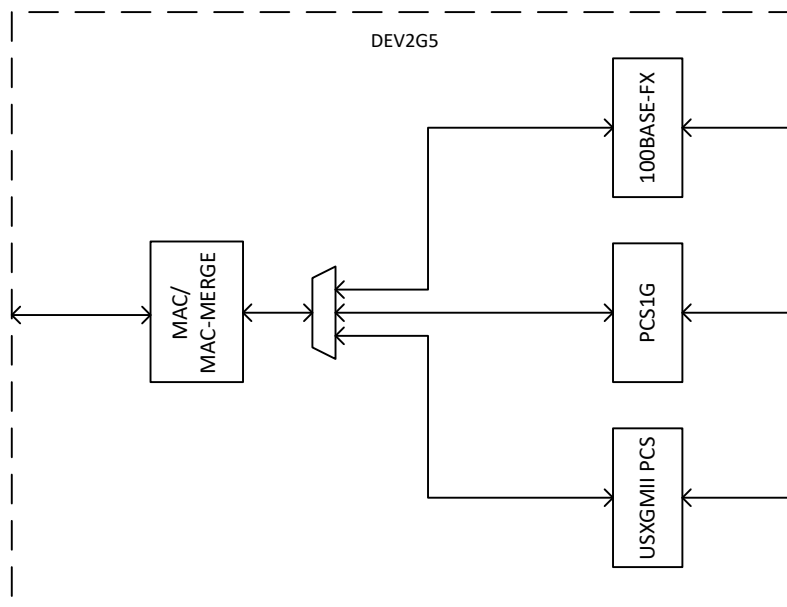 DEV2G5
100BASE-FX
MAC/
MAC-MERGE
PCS1G
USXGMII PCS